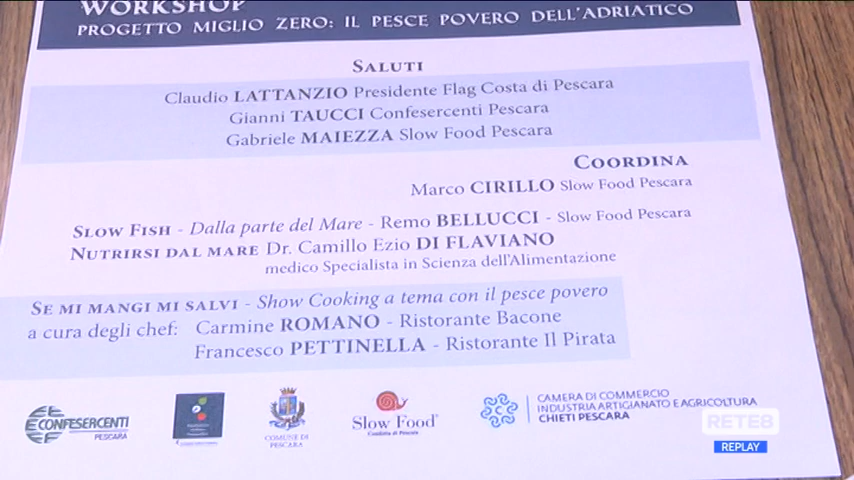 WORKSHOP
PROGETTO MIGLIO ZERO: IL PESCE POVERO DELL'ADRIATICO
SALUTI
Claudio LATTANZIO Presidente Flag Costa di Pescara
Gianni TAUCCI Confesercenti Pescara
Gabriele MAIEZZA Slow Food Pescara
COORDINA
Marco CIRILLO Slow Food Pescara
SLOW FISH - Dalla parte del Mare - Remo BELLUCCI - Slow Food Pescara
NUTRIRSI DAL MARE Dr. Camillo Ezio DI FLAVIANO
medico Specialista in Scienza dell'Alimentazione
SE MI MANGI MI SALVI - Show Cooking a tema con il pesce povero
a cura degli chef: Carmine ROMANO - Ristorante Bacone
Francesco PETTINELLA - Ristorante Il Pirata
CONFESERCENTI
PESCARA
COMUNE DI
PESCARA
Slow Food®
Condotta di Pescara
CAMERA DI COMMERCIO
INDUSTRIA ARTIGIANATO E AGRICOLTURA
CHIETI PESCARA
RETE8
REPLAY